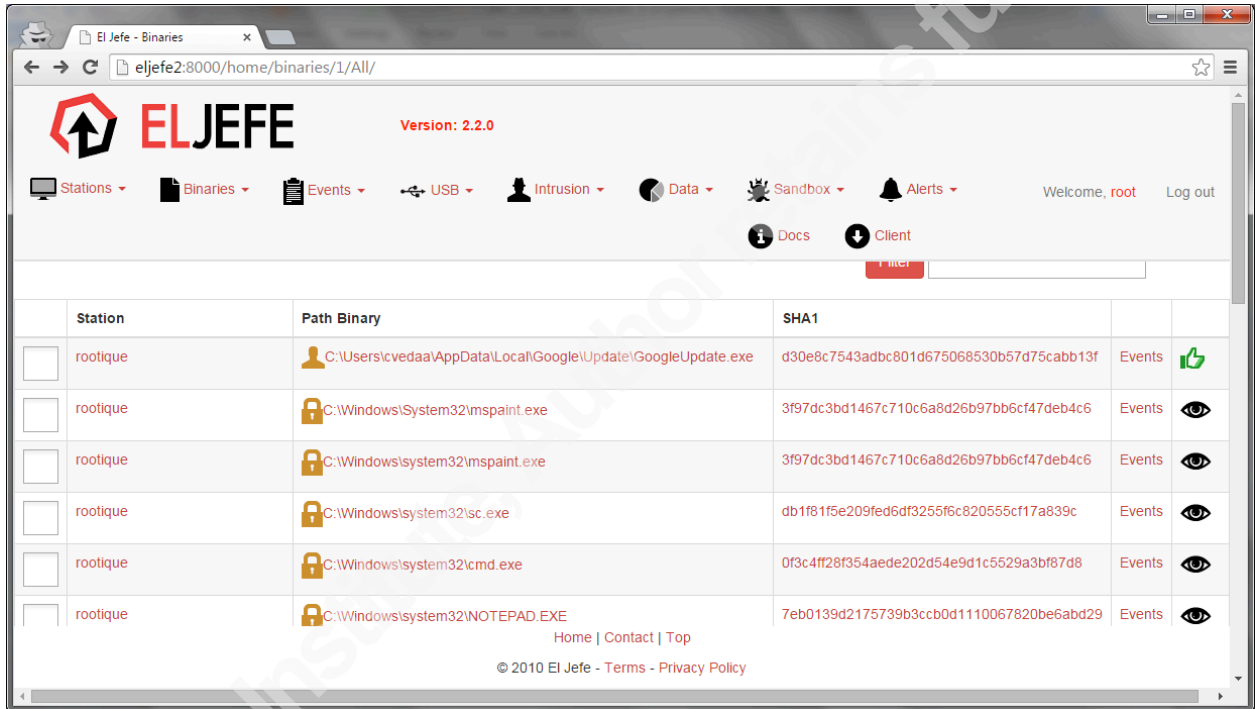 El Jefe - Binaries
eljefe2:8000/home/binaries/1/All/
ELJEFE
Version: 2.2.0
Stations Binaries Events USB Intrusion Data Sandbox Alerts Welcome, root Log out
Docs Client
Filter
Station Path Binary SHA1
rootique C:\Users\cvedaa\AppData\Local\Google\Update\GoogleUpdate.exe d30e8c7543adbc801d675068530b57d75cabb13f Events
rootique C:\Windows\System32\mspaint.exe 3f97dc3bd1467c710c6a8d26b97bb6cf47deb4c6 Events
rootique C:\Windows\system32\mspaint.exe 3f97dc3bd1467c710c6a8d26b97bb6cf47deb4c6 Events
rootique C:\Windows\system32\sc.exe db1f81f5e209fed6df3255f6c820555cf17a839c Events
rootique C:\Windows\system32\cmd.exe 0f3c4ff28f354aede202d54e9d1c5529a3bf87d8 Events
rootique C:\Windows\system32\NOTEPAD.EXE 7eb0139d2175739b3ccb0d1110067820be6abd29 Events
Home | Contact | Top
© 2010 El Jefe - Terms - Privacy Policy
Institute, Author retains